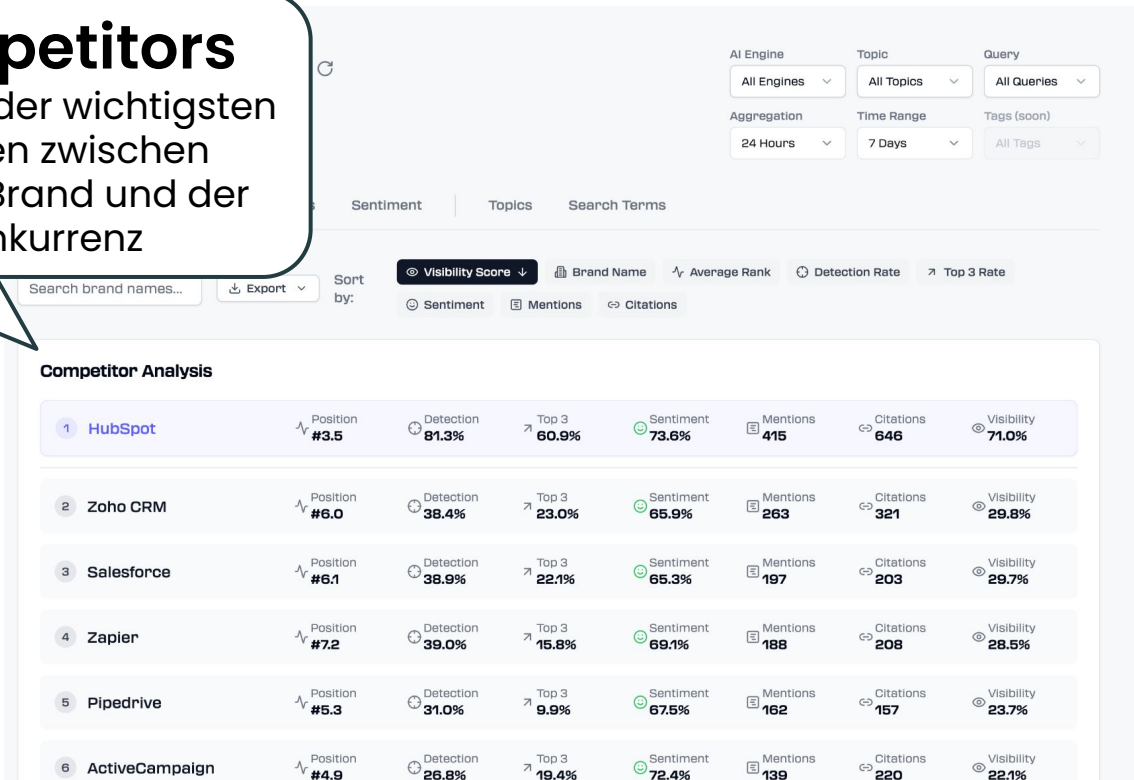 petitors
der wichtigsten
en zwischen
Brand und der
nkurrenz
AI Engine
Topic
Query
All Engines
All Topics
All Queries
Aggregation
Time Range
Tags (soon)
24 Hours
7 Days
All Tags
s Sentiment Topics Search Terms
Search brand names...
Export
Sort by:
Visibility Score ↓ Brand Name Average Rank Detection Rate Top 3 Rate
Sentiment Mentions Citations
Competitor Analysis
1 HubSpot
Position Detection Top 3 Sentiment Mentions Citations Visibility
#3.5 81.3% 60.9% 73.6% 415 646 71.0%
2 Zoho CRM
Position Detection Top 3 Sentiment Mentions Citations Visibility
#6.0 38.4% 23.0% 65.9% 263 321 29.8%
3 Salesforce
Position Detection Top 3 Sentiment Mentions Citations Visibility
#6.1 38.9% 22.1% 65.3% 197 203 29.7%
4 Zapier
Position Detection Top 3 Sentiment Mentions Citations Visibility
#7.2 39.0% 15.8% 69.1% 188 208 28.5%
5 Pipedrive
Position Detection Top 3 Sentiment Mentions Citations Visibility
#5.3 31.0% 9.9% 67.5% 162 157 23.7%
6 ActiveCampaign
Position Detection Top 3 Sentiment Mentions Citations Visibility
#4.9 26.8% 19.4% 72.4% 139 220 22.1%